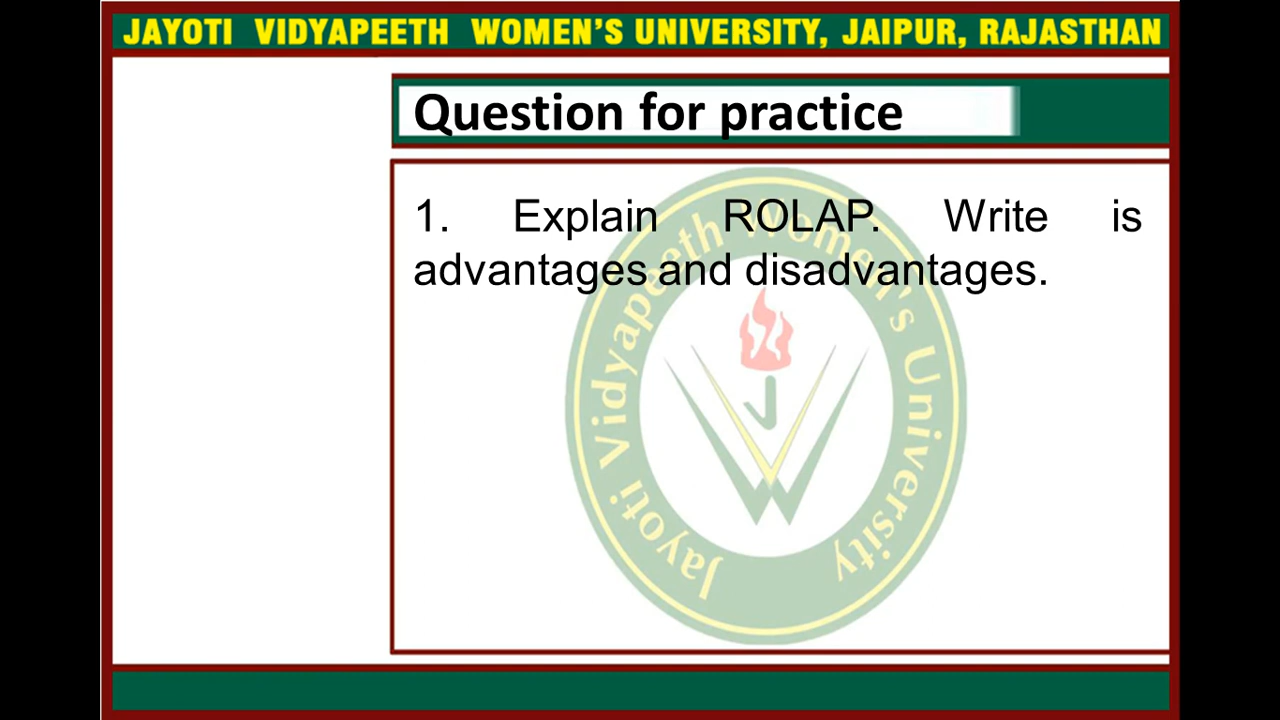 JAYOTI VIDYAPEETH WOMEN'S UNIVERSITY, JAIPUR, RAJASTHAN
Question for practice
1. Explain ROLAP. Write is
advantages and disadvantages.
Jayoti Vidyapeeth Women's University
J
W